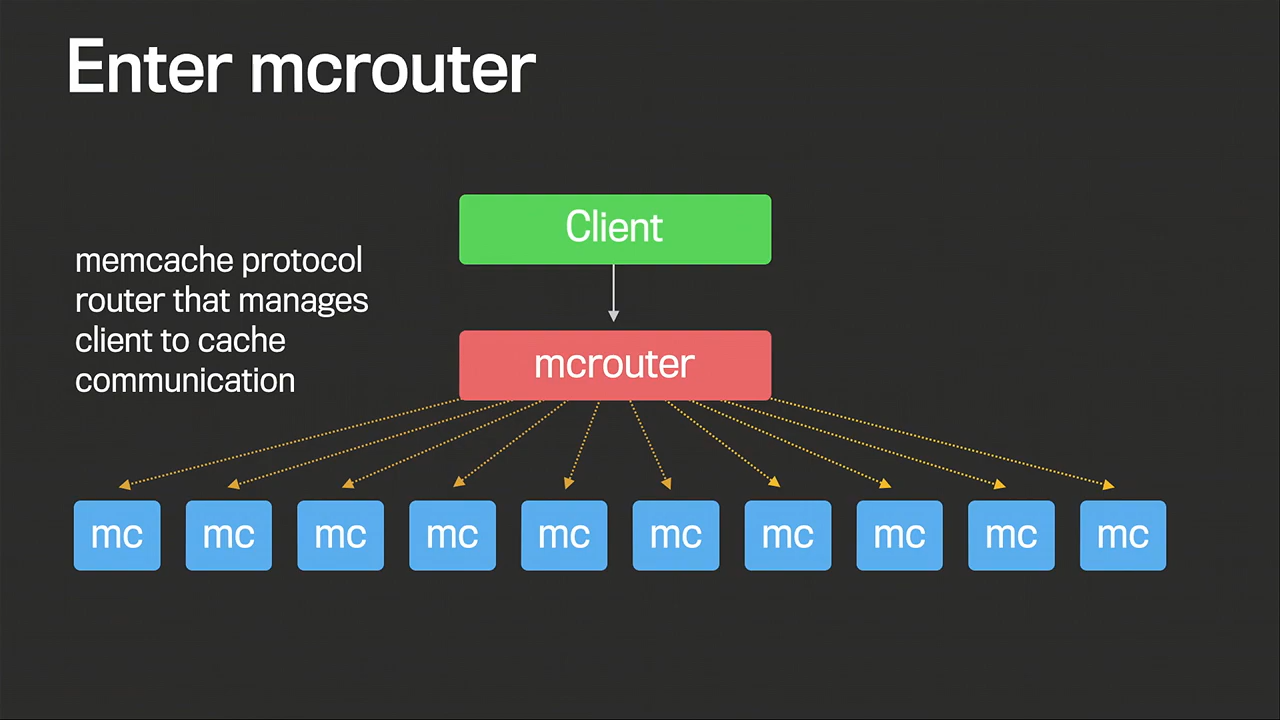 Enter mcrouter
Client
memcache protocol
router that manages
client to cache
communication
mcrouter
mc mc mc mc mc mc mc mc mc mc